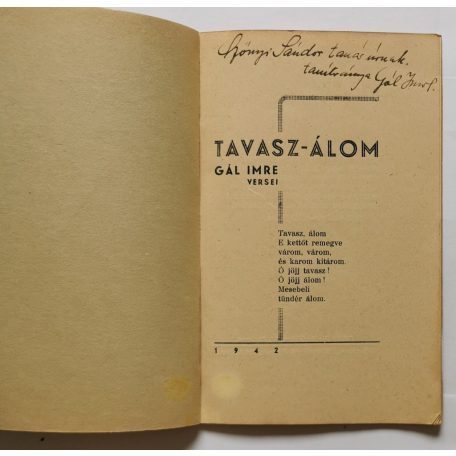 Szőnyi Sándor tanár úrnak,
tanítványa Gál Imre.
TAVASZ-ÁLOM
GÁL IMRE
VERSEI
Tavasz, álom
E kettőt remegve
várom, várom,
és karom kitárom.
Ó jöjj tavasz!
Ó jöjj álom!
Mesebeli
tündér álom.
1942